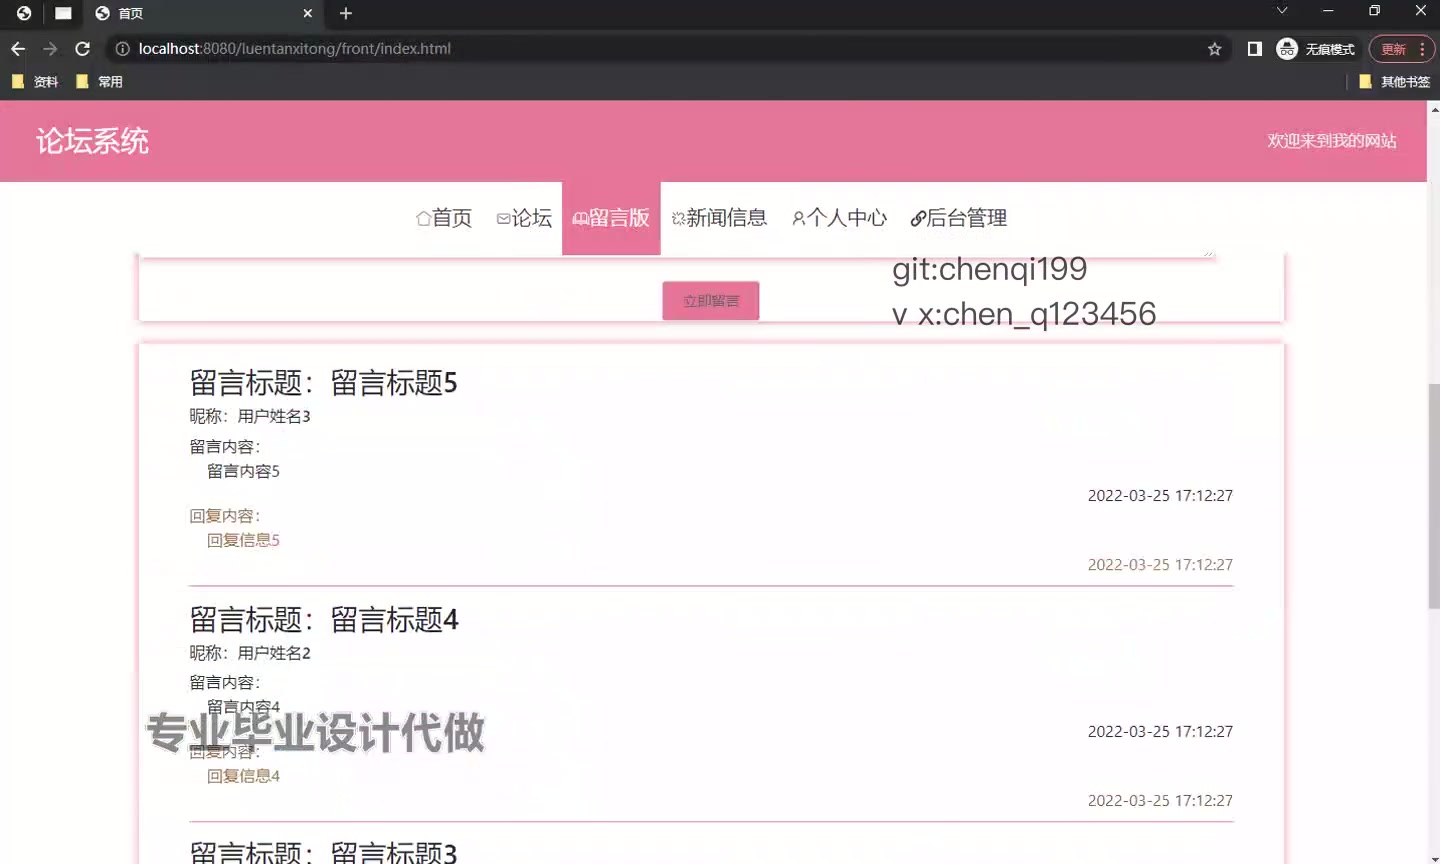 首页
localhost:8080/luentanxitong/front/index.html
无痕模式
更新
资料
常用
其他书签
论坛系统
欢迎来到我的网站
首页
论坛
留言版
新闻信息
个人中心
后台管理
git:chenqi199
立即留言
v x:chen_q123456
留言标题：留言标题5
昵称：用户姓名3
留言内容：
留言内容5
2022-03-25 17:12:27
回复内容：
回复信息5
2022-03-25 17:12:27
留言标题：留言标题4
昵称：用户姓名2
留言内容：
留言内容4
专业毕业设计代做
2022-03-25 17:12:27
回复内容：
回复信息4
2022-03-25 17:12:27
留言标题：留言标题3